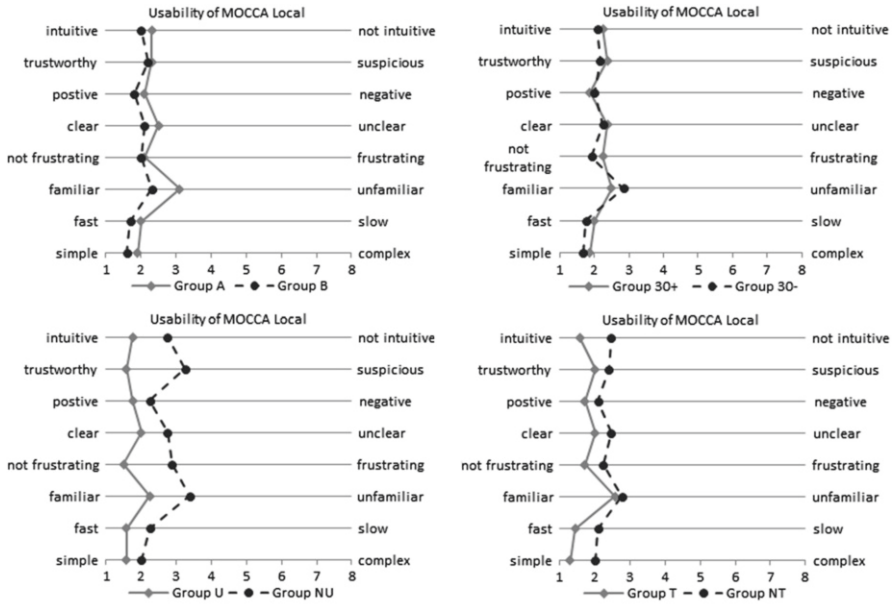 Usability of MOCCA Local
intuitive not intuitive
trustworthy suspicious
postive negative
clear unclear
not frustrating frustrating
familiar unfamiliar
fast slow
simple complex
1 2 3 4 5 6 7 8
Group A Group B
Usability of MOCCA Local
intuitive not intuitive
trustworthy suspicious
postive negative
clear unclear
not
frustrating frustrating
familiar unfamiliar
fast slow
simple complex
1 2 3 4 5 6 7 8
Group 30+ Group 30-
Usability of MOCCA Local
intuitive not intuitive
trustworthy suspicious
postive negative
clear unclear
not frustrating frustrating
familiar unfamiliar
fast slow
simple complex
1 2 3 4 5 6 7 8
Group U Group NU
Usability of MOCCA Local
intuitive not intuitive
trustworthy suspicious
postive negative
clear unclear
not frustrating frustrating
familiar unfamiliar
fast slow
simple complex
1 2 3 4 5 6 7 8
Group T Group NT